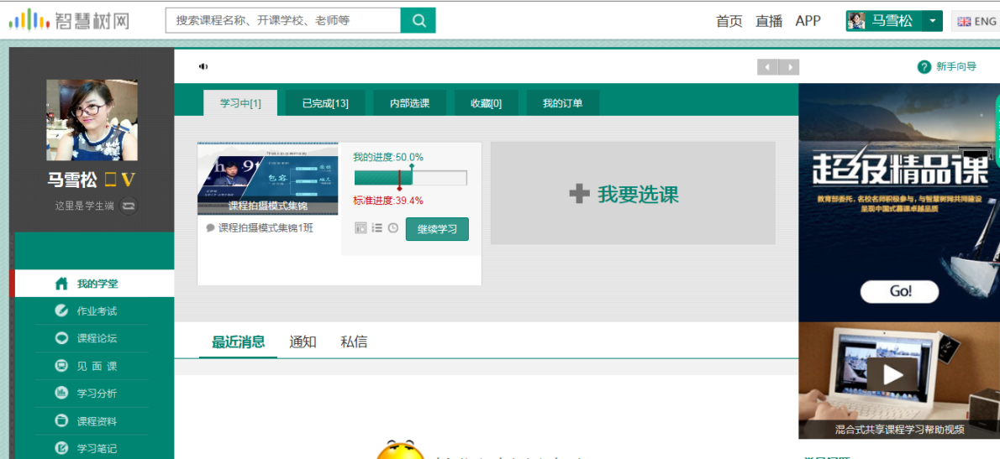 智慧树网
搜索课程名称、开课学校、老师等
首页 直播 APP
马雪松
ENG
新手向导
学习中[1]
已完成[13]
内部选课
收藏[0]
我的订单
马雪松 V
这里是学生端
我的进度:50.0%
标准进度:39.4%
包容
课程拍摄模式集锦
课程拍摄模式集锦1班
继续学习
我要选课
超级精品课
教育部委托，名校名师积极参与，与智慧树网共同建设
呈现中国式慕课卓越品质
Go!
我的学堂
作业考试
课程论坛
见面课
学习分析
课程资料
学习笔记
最近消息 通知 私信
混合式共享课程学习帮助视频